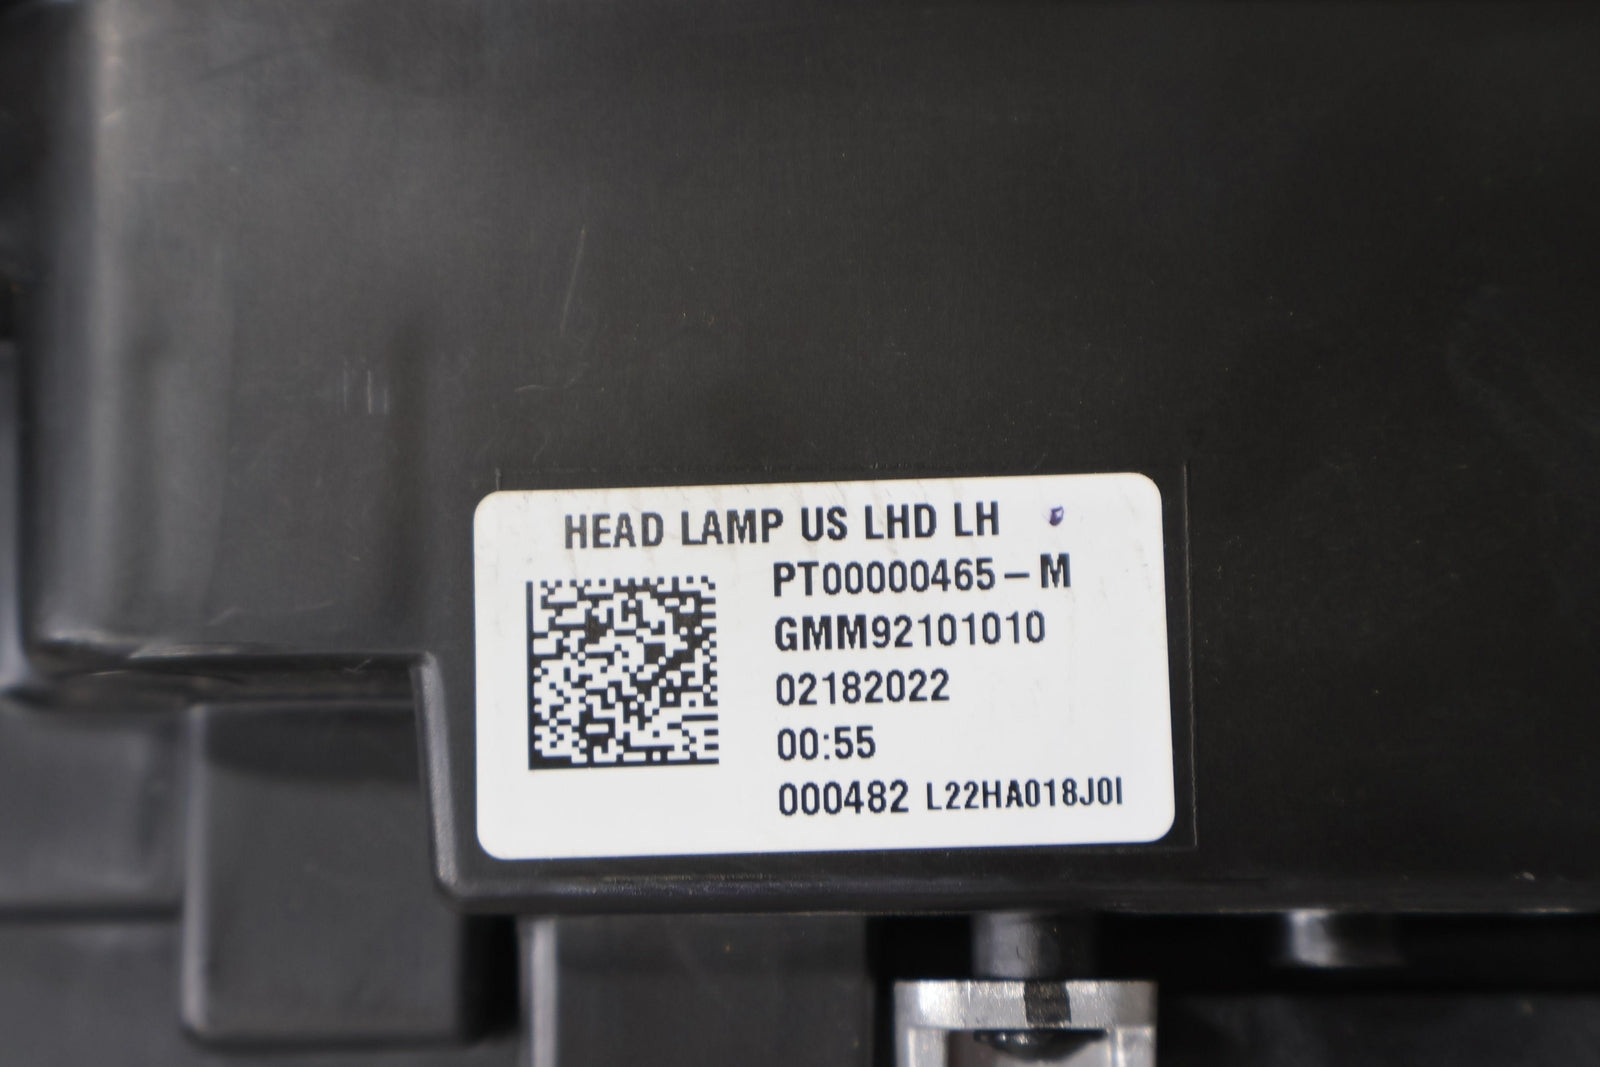 HEAD LAMP US LHD LH
PT00000465-M
GMM92101010
02182022
00:55
000482 L22HA018J0I